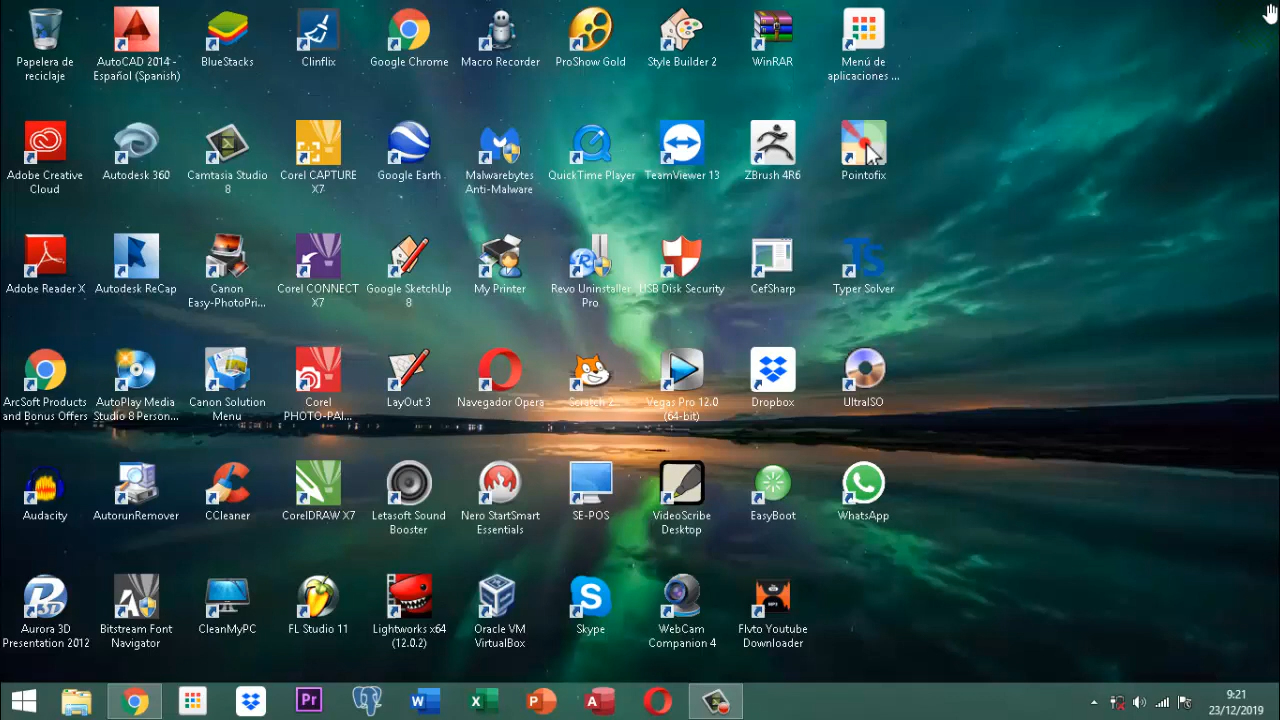 Papelera de
reciclaje
AutoCAD 2014 -
Español (Spanish)
BlueStacks
Clinflix
Google Chrome
Macro Recorder
ProShow Gold
Style Builder 2
WinRAR
Menú de
aplicaciones ...
Adobe Creative
Cloud
Autodesk 360
Camtasia Studio
8
Corel CAPTURE
X7
Google Earth
Malwarebytes
Anti-Malware
QuickTime Player
TeamViewer 13
ZBrush 4R6
Pointofix
Adobe Reader X
Autodesk ReCap
Canon
Easy-PhotoPri...
Corel CONNECT
X7
Google SketchUp
8
My Printer
Revo Uninstaller
Pro
USB Disk Security
CefSharp
TS
Typer Solver
ArcSoft Products
and Bonus Offers
AutoPlay Media
Studio 8 Person...
Canon Solution
Menu
Corel
PHOTO-PAI...
LayOut 3
Navegador Opera
Scratch 2...
Vegas Pro 12.0
(64-bit)
Dropbox
UltraISO
Audacity
AutorunRemover
CCleaner
CorelDRAW X7
Letasoft Sound
Booster
Nero StartSmart
Essentials
SE-POS
VideoScribe
Desktop
EasyBoot
WhatsApp
Aurora 3D
Presentation 2012
Bitstream Font
Navigator
CleanMyPC
FL Studio 11
Lightworks x64
(12.0.2)
Oracle VM
VirtualBox
Skype
WebCam
Companion 4
Flvto Youtube
Downloader
Pr
9:21
23/12/2019